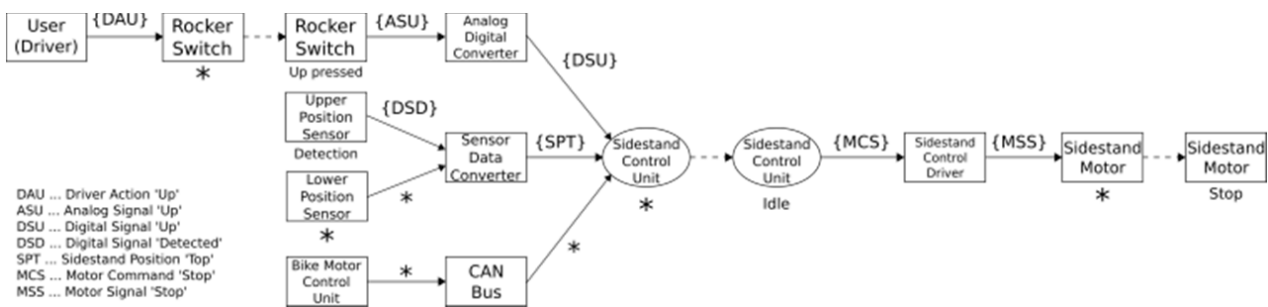 User
(Driver)
{DAU}
Rocker
Switch
*
Rocker
Switch
Up pressed
{ASU}
Analog
Digital
Converter
{DSU}
Upper
Position
Sensor
Detection
{DSD}
Lower
Position
Sensor
*
*
Sensor
Data
Converter
{SPT}
Bike Motor
Control
Unit
*
CAN
Bus
*
Sidestand
Control
Unit
*
Sidestand
Control
Unit
Idle
{MCS}
Sidestand
Control
Driver
{MSS}
Sidestand
Motor
*
Sidestand
Motor
Stop
DAU ... Driver Action 'Up'
ASU ... Analog Signal 'Up'
DSU ... Digital Signal 'Up'
DSD ... Digital Signal 'Detected'
SPT ... Sidestand Position 'Top'
MCS ... Motor Command 'Stop'
MSS ... Motor Signal 'Stop'